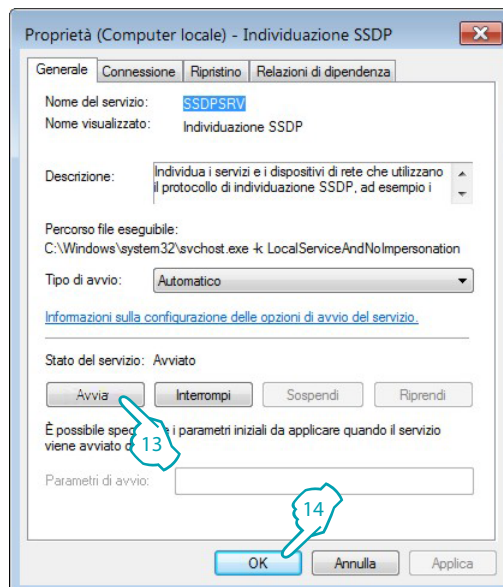 Proprietà (Computer locale) - Individuazione SSDP
Generale Connessione Ripristino Relazioni di dipendenza
Nome del servizio: SSDPSRV
Nome visualizzato: Individuazione SSDP
Descrizione: Individua i servizi e i dispositivi di rete che utilizzano
il protocollo di individuazione SSDP, ad esempio i
Percorso file eseguibile:
C:\Windows\system32\svchost.exe -k LocalServiceAndNoImpersonation
Tipo di avvio: Automatico
Informazioni sulla configurazione delle opzioni di avvio del servizio.
Stato del servizio: Avviato
Avvia Interrompi Sospendi Riprendi
È possibile i parametri iniziali da applicare quando il servizio
viene avviato
13
Parametri di avvio:
14
OK Annulla Applica